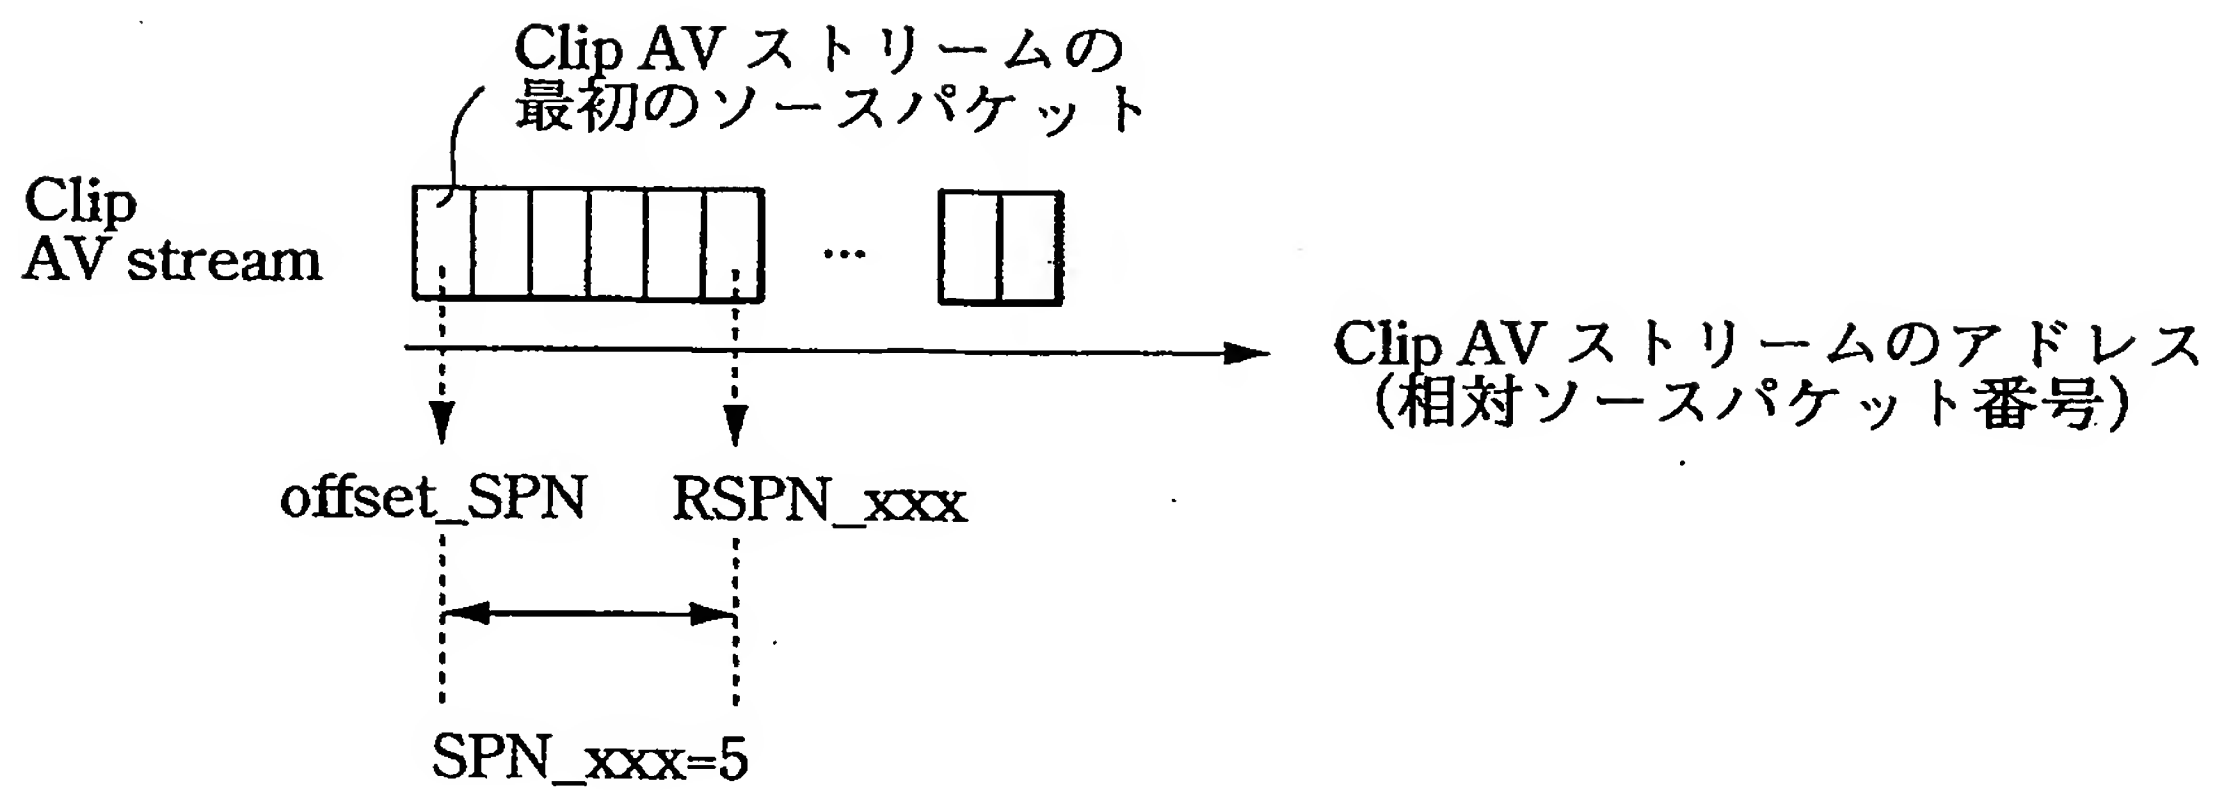 Clip AV ストリームの
最初のソースパケット
Clip
AV stream
...
Clip AV ストリームのアドレス
(相対ソースパケット番号)
offset_SPN
RSPN_xxx
SPN_xxx=5